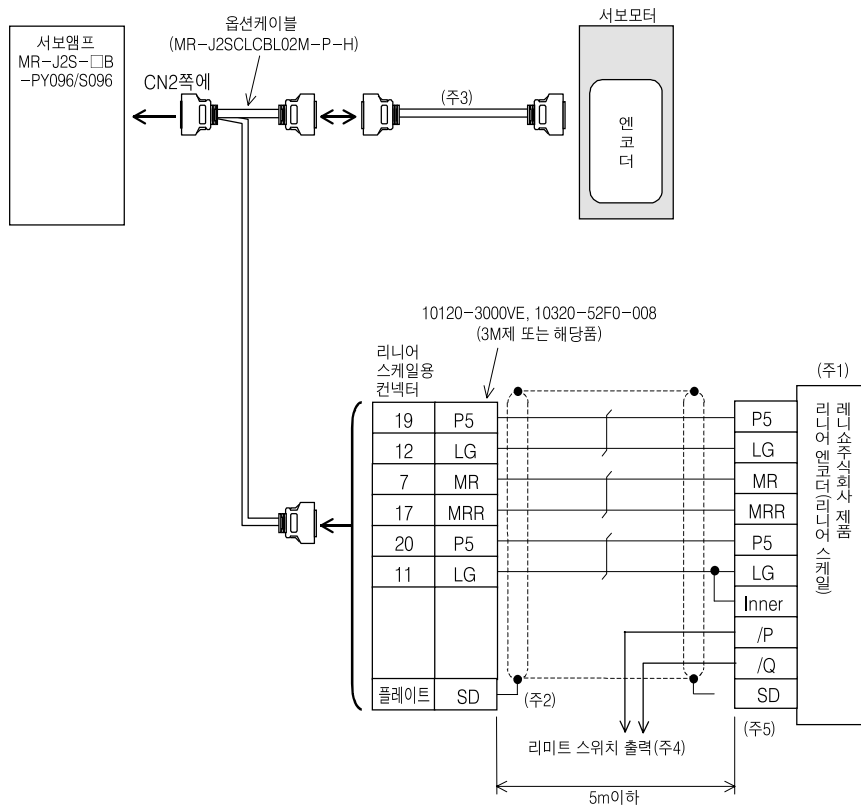 서보앰프
MR-J2S-□B
-PY096/S096
CN2쪽에
옵션케이블
(MR-J2SCLCBL02M-P-H)
(주3)
서보모터
엔코더
10120-3000VE, 10320-52F0-008
(3M제 또는 해당품)
리니어
스케일용
컨넥터
19 P5
12 LG
7 MR
17 MRR
20 P5
11 LG
플레이트 SD
(주2)
(주1)
P5
LG
MR
MRR
P5
LG
Inner
/P
/Q
SD
레니쇼주식회사 제품
리니어 엔코더(리니어 스케일)
(주5)
리미트 스위치 출력(주4)
5m이하